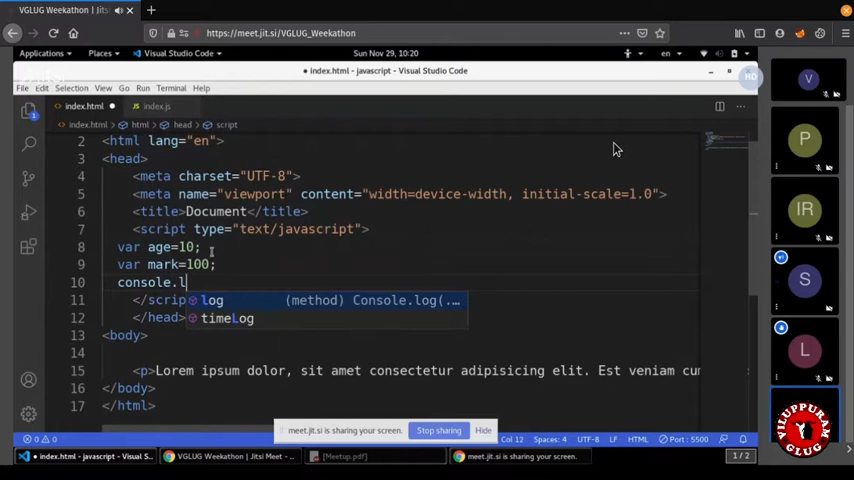 VGLUG Weekathon | Jitsi M
https://meet.jit.si/VGLUG_Weekathon
Applications
Places
Visual Studio Code
Sun Nov 29, 10:20
en
● index.html - javascript - Visual Studio Code
HD
File Edit Selection View Go Run Terminal Help
index.html ●
index.js
index.html > html > head > script
2 <html lang="en">
3 <head>
4 <meta charset="UTF-8">
5 <meta name="viewport" content="width=device-width, initial-scale=1.0">
6 <title>Document</title>
7 <script type="text/javascript">
8 var age=10;
9 var mark=100;
10 console.l
log (method) Console.log(....
timeLog
11 </scrip
12 </head>
13 <body>
14
15 <p>Lorem ipsum dolor, sit amet consectetur adipisicing elit. Est veniam cum
16 </body>
17 </html>
meet.jit.si is sharing your screen.
Stop sharing
Hide
0 0
Col 12
Spaces: 4
UTF-8
LF
HTML
Port : 5500
index.html - javascript - Visual S...
VGLUG Weekathon | Jitsi Meet - ...
[Meetup.pdf]
meet.jit.si is sharing your screen.
1 / 2
V
P
IR
S
L
VILUPPURAM
GLUG